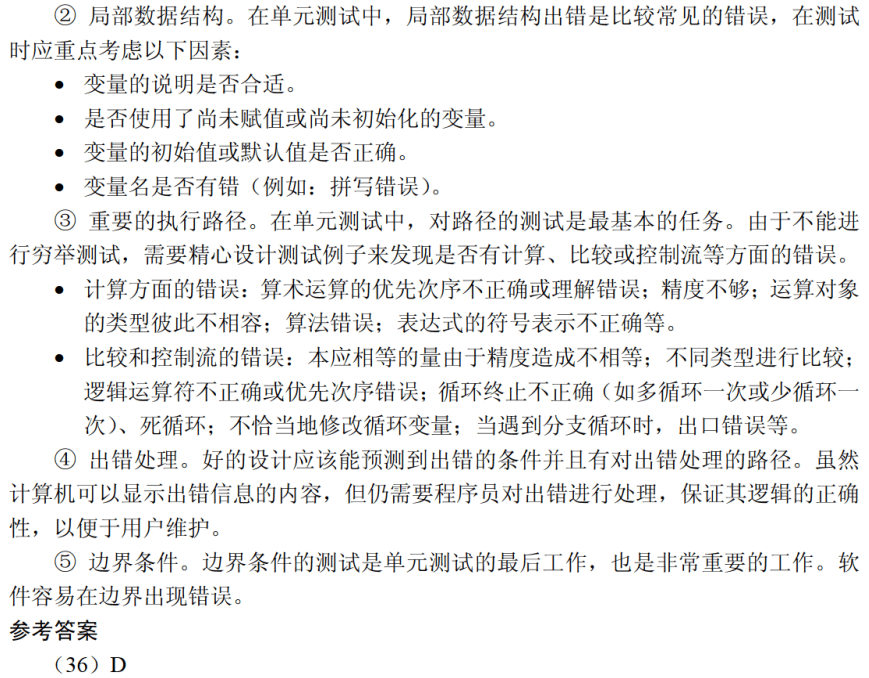 ② 局部数据结构。在单元测试中，局部数据结构出错是比较常见的错误，在测试
时应重点考虑以下因素：
● 变量的说明是否合适。
● 是否使用了尚未赋值或尚未初始化的变量。
● 变量的初始值或默认值是否正确。
● 变量名是否有错（例如：拼写错误）。
③ 重要的执行路径。在单元测试中，对路径的测试是最基本的任务。由于不能进
行穷举测试，需要精心设计测试例子来发现是否有计算、比较或控制流等方面的错误。
● 计算方面的错误：算术运算的优先次序不正确或理解错误；精度不够；运算对象
的类型彼此不相容；算法错误；表达式的符号表示不正确等。
● 比较和控制流的错误：本应相等的量由于精度造成不相等；不同类型进行比较；
逻辑运算符不正确或优先次序错误；循环终止不正确（如多循环一次或少循环一
次）、死循环；不恰当地修改循环变量；当遇到分支循环时，出口错误等。
④ 出错处理。好的设计应该能预测到出错的条件并且有对出错处理的路径。虽然
计算机可以显示出错信息的内容，但仍需要程序员对出错进行处理，保证其逻辑的正确
性，以便于用户维护。
⑤ 边界条件。边界条件的测试是单元测试的最后工作，也是非常重要的工作。软
件容易在边界出现错误。
参考答案
（36）D